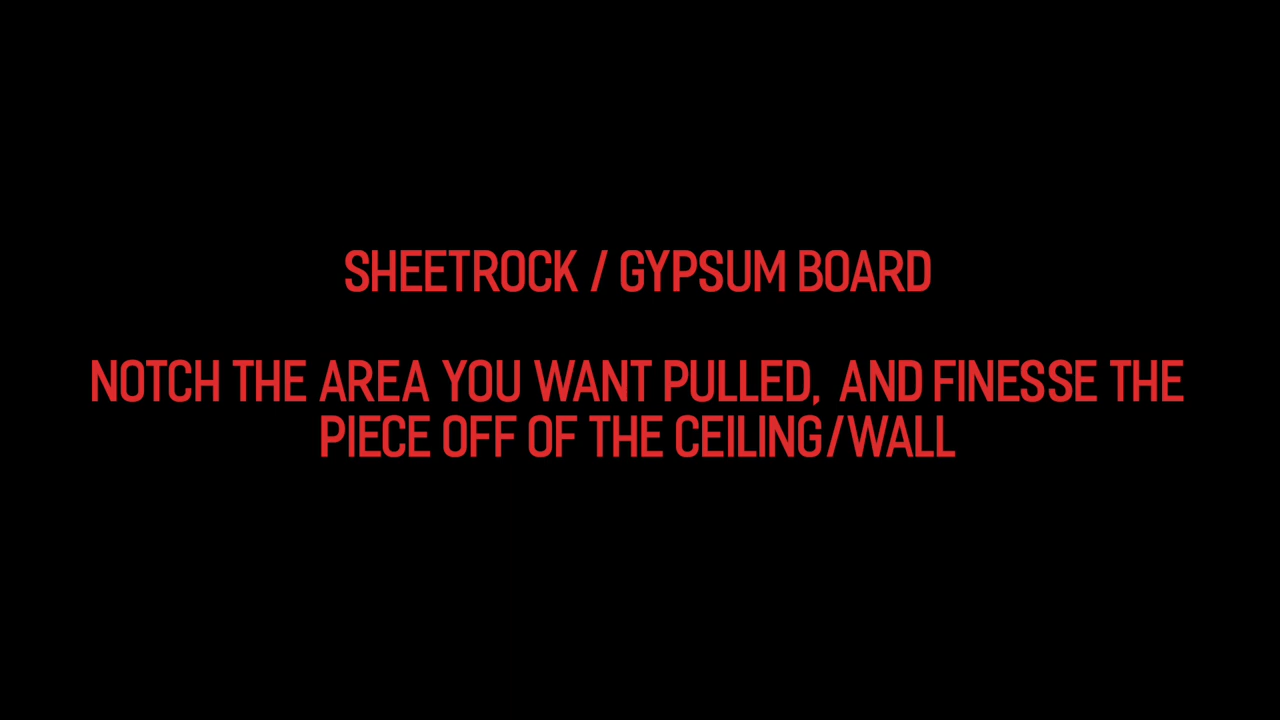 SHEETROCK / GYPSUM BOARD
NOTCH THE AREA YOU WANT PULLED, AND FINESSE THE
PIECE OFF OF THE CEILING/WALL